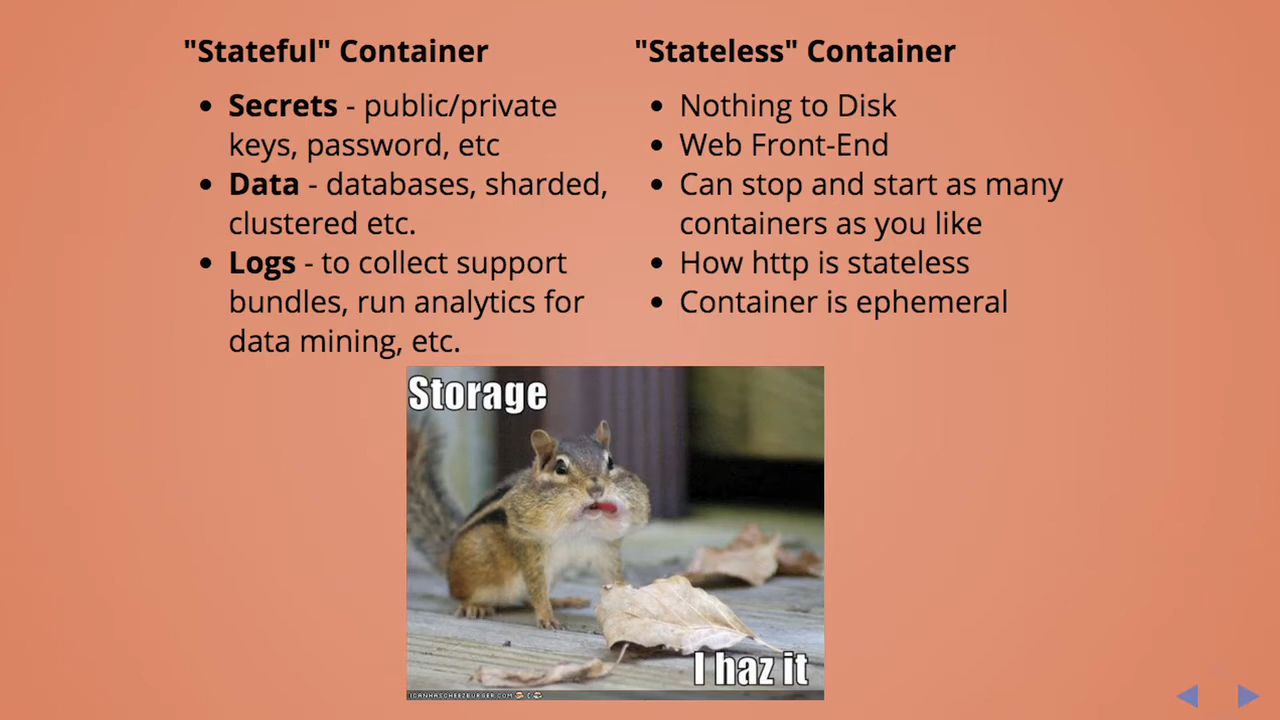 "Stateful" Container
• Secrets - public/private
keys, password, etc
• Data - databases, sharded,
clustered etc.
• Logs - to collect support
bundles, run analytics for
data mining, etc.
"Stateless" Container
• Nothing to Disk
• Web Front-End
• Can stop and start as many
containers as you like
• How http is stateless
• Container is ephemeral
Storage
I haz it
ICANHASCHEEZBURGER.COM